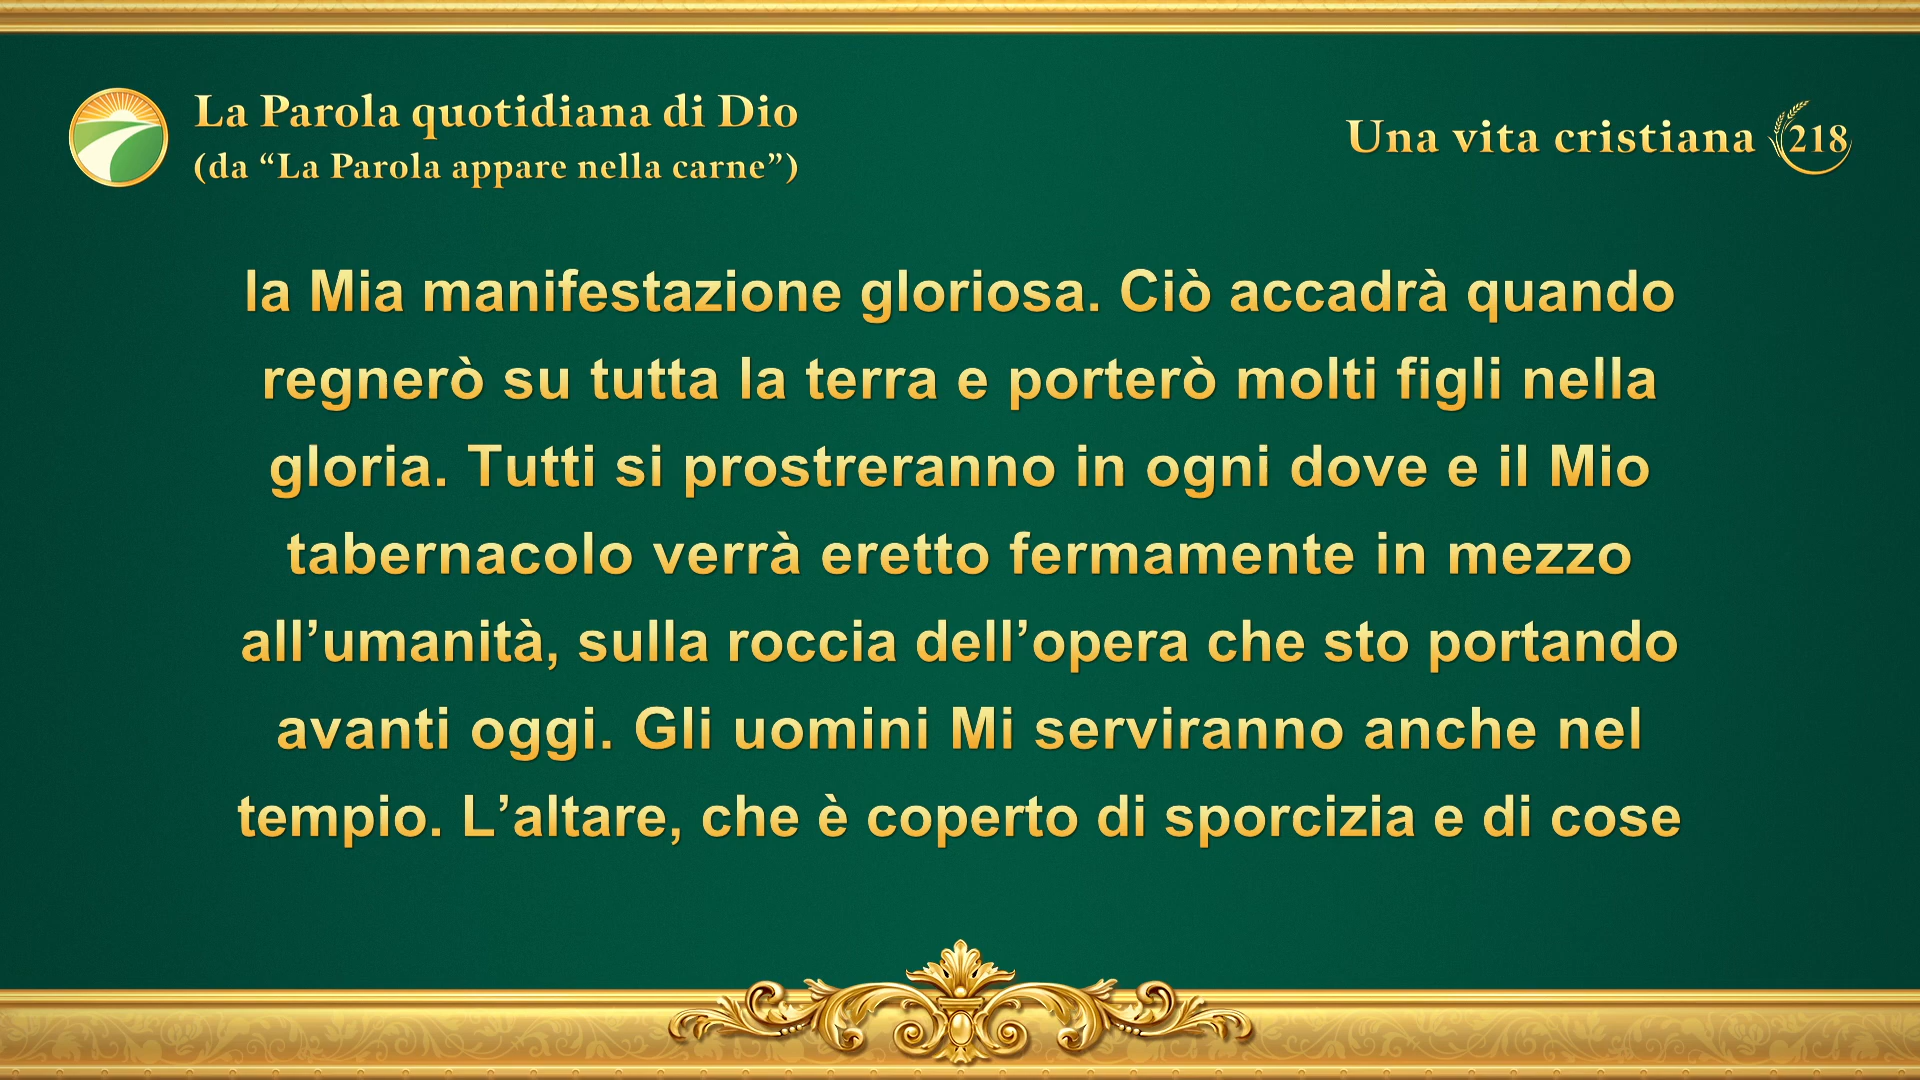 La Parola quotidiana di Dio
(da “La Parola appare nella carne”)
Una vita cristiana 218
la Mia manifestazione gloriosa. Ciò accadrà quando
regnerò su tutta la terra e porterò molti figli nella
gloria. Tutti si prostreranno in ogni dove e il Mio
tabernacolo verrà eretto fermamente in mezzo
all’umanità, sulla roccia dell’opera che sto portando
avanti oggi. Gli uomini Mi serviranno anche nel
tempio. L’altare, che è coperto di sporcizia e di cose